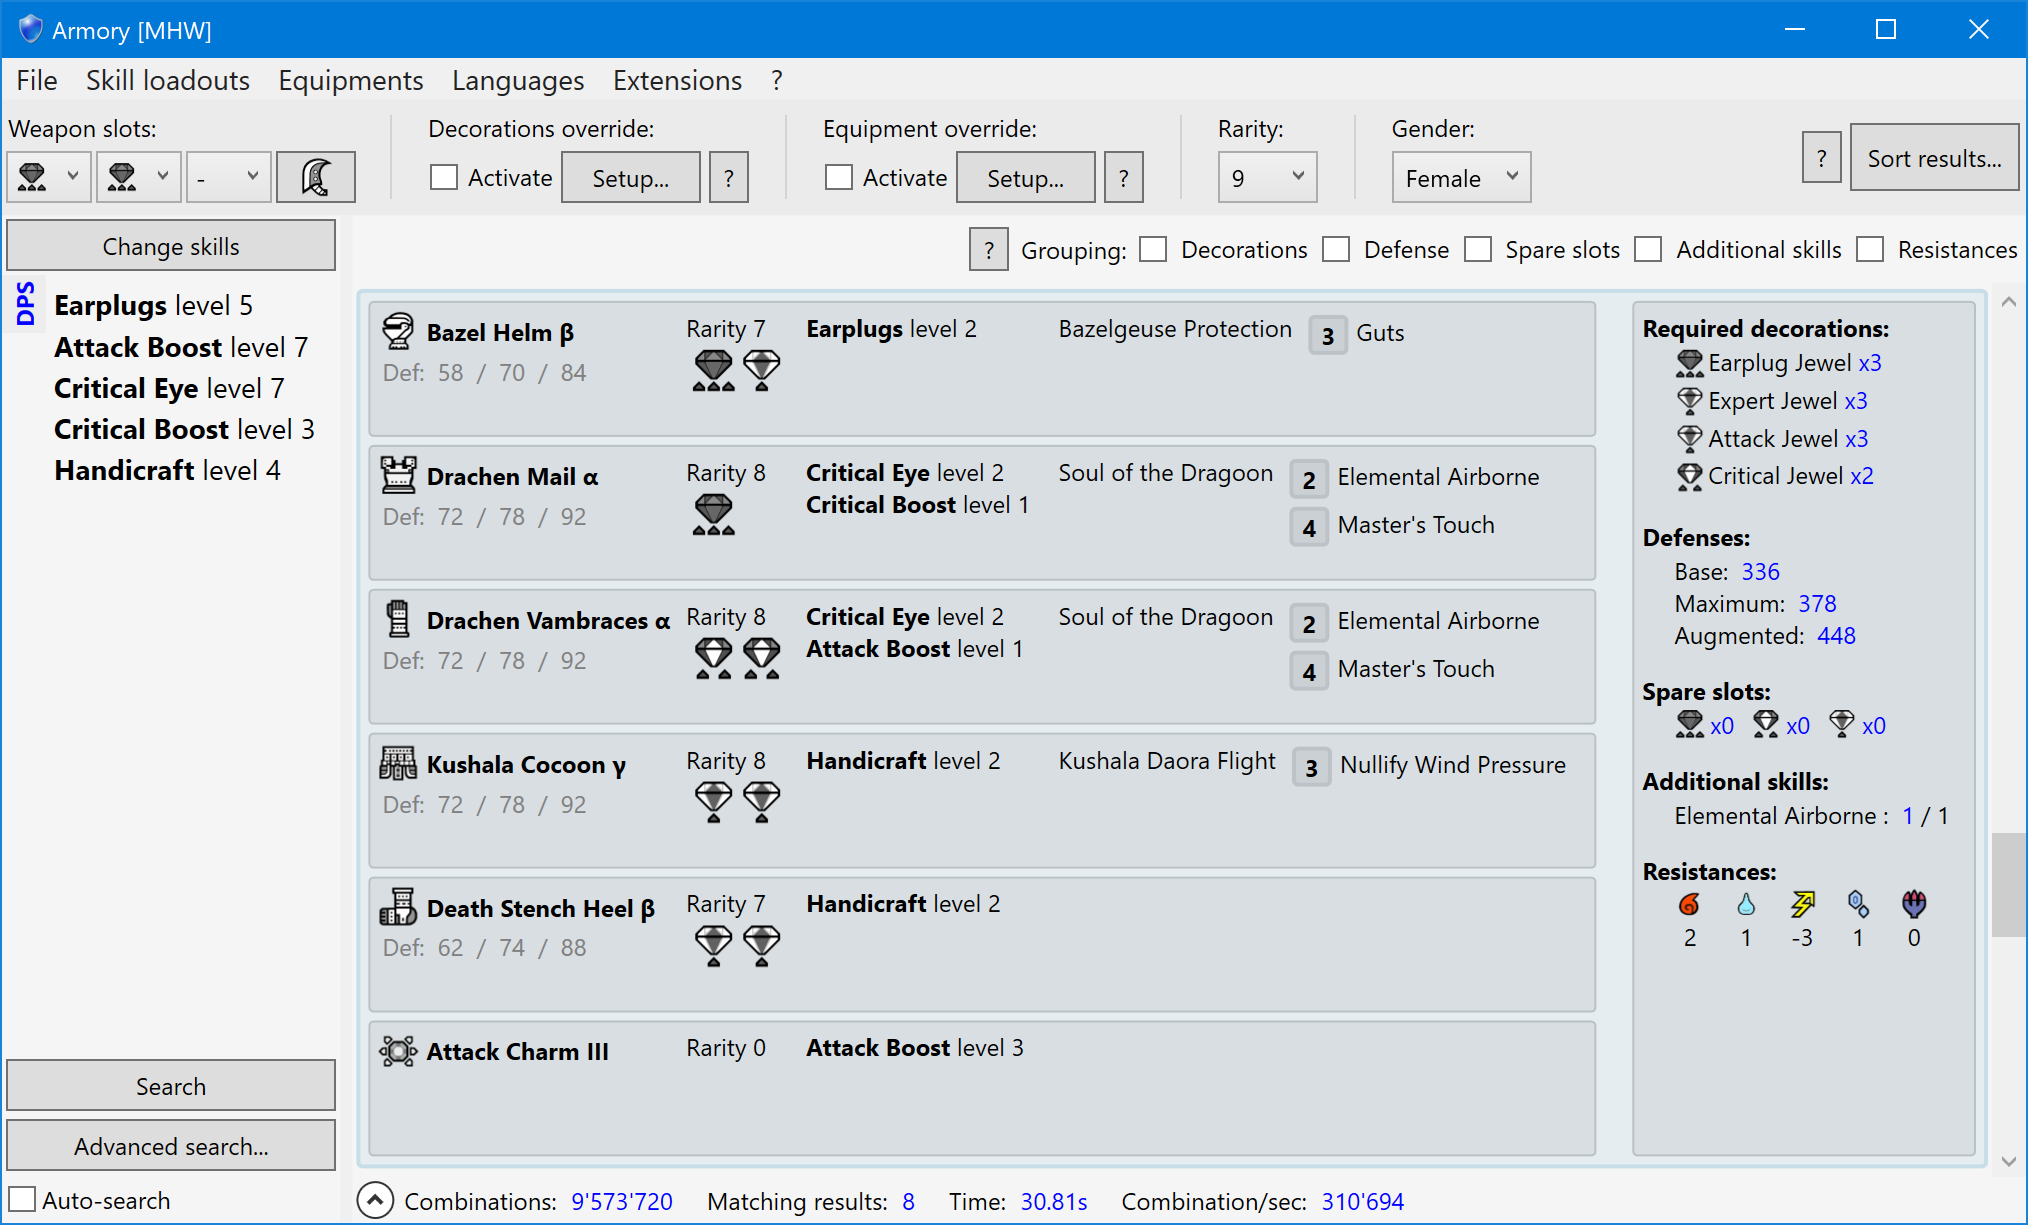 Armory [MHW]
File Skill loadouts Equipments Languages Extensions ?
Weapon slots: Decorations override: Equipment override: Rarity: Gender:
- Activate Setup... ? Activate Setup... ? 9 Female ? Sort results...
Change skills
? Grouping: Decorations Defense Spare slots Additional skills Resistances
DPS
Earplugs level 5
Attack Boost level 7
Critical Eye level 7
Critical Boost level 3
Handicraft level 4
Bazel Helm β Rarity 7 Earplugs level 2 Bazelgeuse Protection 3 Guts
Def: 58 / 70 / 84
Drachen Mail α Rarity 8 Critical Eye level 2 Soul of the Dragoon 2 Elemental Airborne
Critical Boost level 1
Def: 72 / 78 / 92 4 Master's Touch
Drachen Vambraces α Rarity 8 Critical Eye level 2 Soul of the Dragoon 2 Elemental Airborne
Attack Boost level 1
Def: 72 / 78 / 92 4 Master's Touch
Kushala Cocoon γ Rarity 8 Handicraft level 2 Kushala Daora Flight 3 Nullify Wind Pressure
Def: 72 / 78 / 92
Death Stench Heel β Rarity 7 Handicraft level 2
Def: 62 / 74 / 88
Attack Charm III Rarity 0 Attack Boost level 3
Required decorations:
Earplug Jewel x3
Expert Jewel x3
Attack Jewel x3
Critical Jewel x2
Defenses:
Base: 336
Maximum: 378
Augmented: 448
Spare slots:
x0 x0 x0
Additional skills:
Elemental Airborne : 1 / 1
Resistances:
2 1 -3 1 0
Search
Advanced search...
Auto-search
Combinations: 9'573'720 Matching results: 8 Time: 30.81s Combination/sec: 310'694